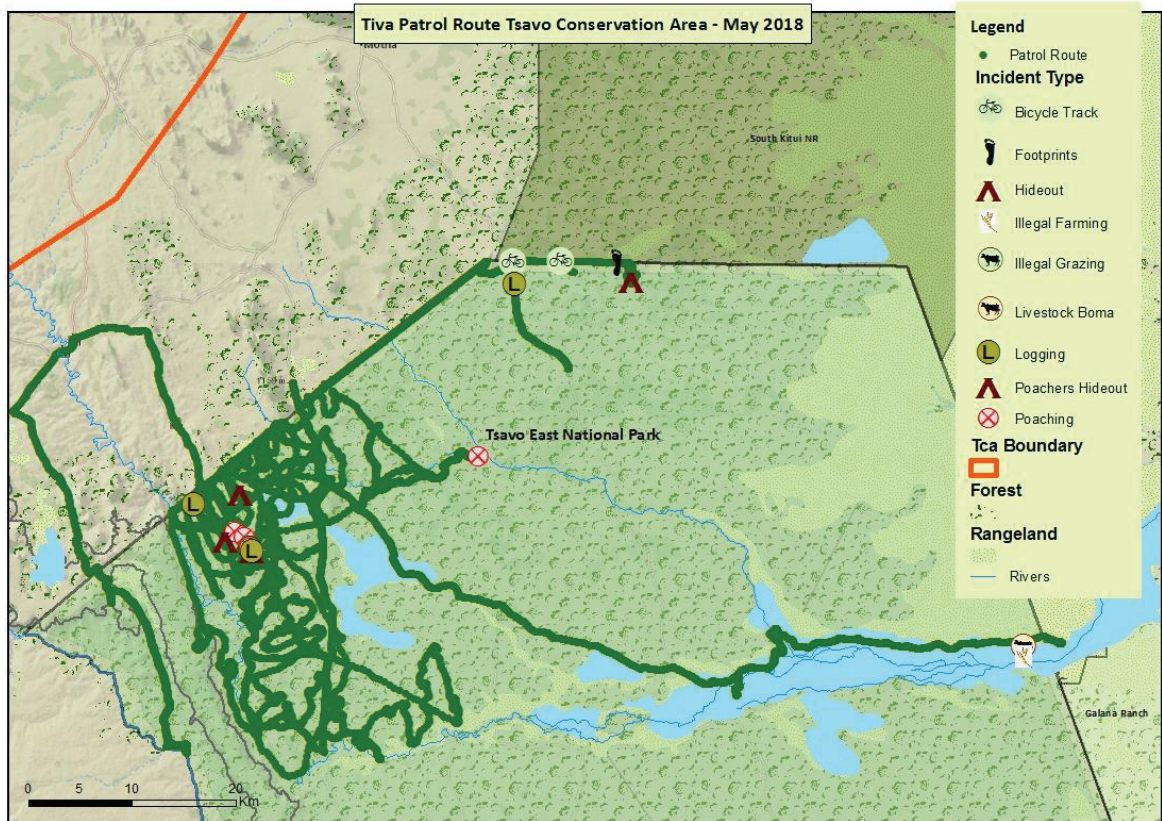 Tiva Patrol Route Tsavo Conservation Area - May 2018
Motha
South Kitui NR
Tsavo East National Park
Galana Ranch
L
L
L
0 5 10 20
Km
Legend
Patrol Route
Incident Type
Bicycle Track
Footprints
Hideout
Illegal Farming
Illegal Grazing
Livestock Boma
L Logging
Poachers Hideout
Poaching
Tca Boundary
Forest
Rangeland
Rivers